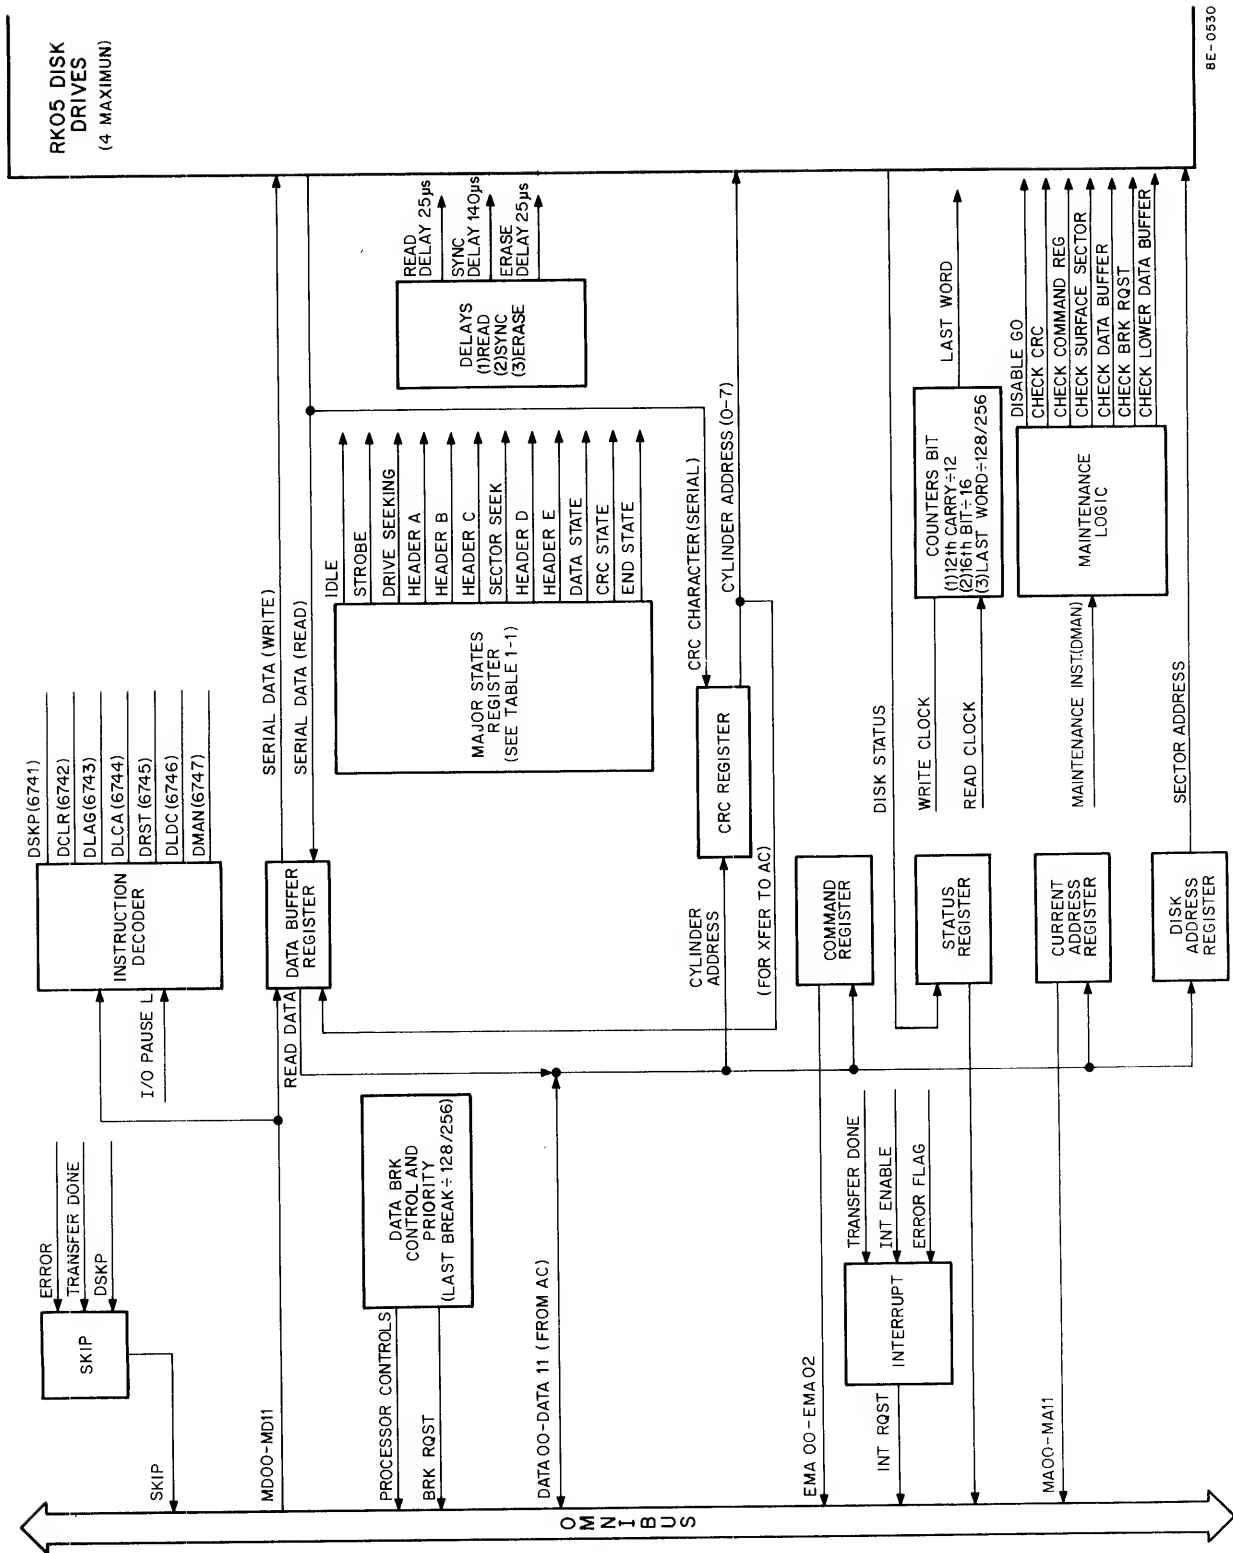 RK05 DISK
DRIVES
(4 MAXIMUN)
8E-0530
DSKP(6741)
DCLR(6742)
DLAG(6743)
DLCA(6744)
DRST(6745)
DLDC(6746)
DMAN(6747)
INSTRUCTION
DECODER
I/O PAUSE L
ERROR
TRANSFER DONE
DSKP
SKIP
SKIP
MD00-MD11
SERIAL DATA (WRITE)
SERIAL DATA (READ)
DATA BUFFER
REGISTER
READ DATA
READ
DELAY 25µs
SYNC
DELAY 140µs
ERASE
DELAY 25µs
DELAYS
(1)READ
(2)SYNC
(3)ERASE
IDLE
STROBE
DRIVE SEEKING
HEADER A
HEADER B
HEADER C
SECTOR SEEK
HEADER D
HEADER E
DATA STATE
CRC STATE
END STATE
MAJOR STATES
REGISTER
(SEE TABLE 1-1)
DATA BRK
CONTROL AND
PRIORITY
(LAST BREAK÷128/256)
PROCESSOR CONTROLS
BRK RQST
DATA 00-DATA 11 (FROM AC)
CRC CHARACTER(SERIAL)
CYLINDER ADDRESS (0-7)
CRC REGISTER
CYLINDER
ADDRESS
(FOR XFER TO AC)
COMMAND
REGISTER
EMA 00-EMA 02
DISK STATUS
TRANSFER DONE
INT ENABLE
ERROR FLAG
INTERRUPT
INT RQST
STATUS
REGISTER
WRITE CLOCK
READ CLOCK
COUNTERS BIT
(1)12th CARRY÷12
(2)16th BIT÷16
(3)LAST WORD÷128/256
LAST WORD
DISABLE GO
CHECK CRC
CHECK COMMAND REG
CHECK SURFACE SECTOR
CHECK DATA BUFFER
CHECK BRK RQST
CHECK LOWER DATA BUFFER
MAINTENANCE
LOGIC
MAINTENANCE INST.(DMAN)
CURRENT
ADDRESS
REGISTER
MA00-MA11
SECTOR ADDRESS
DISK
ADDRESS
REGISTER
OMNIBUS